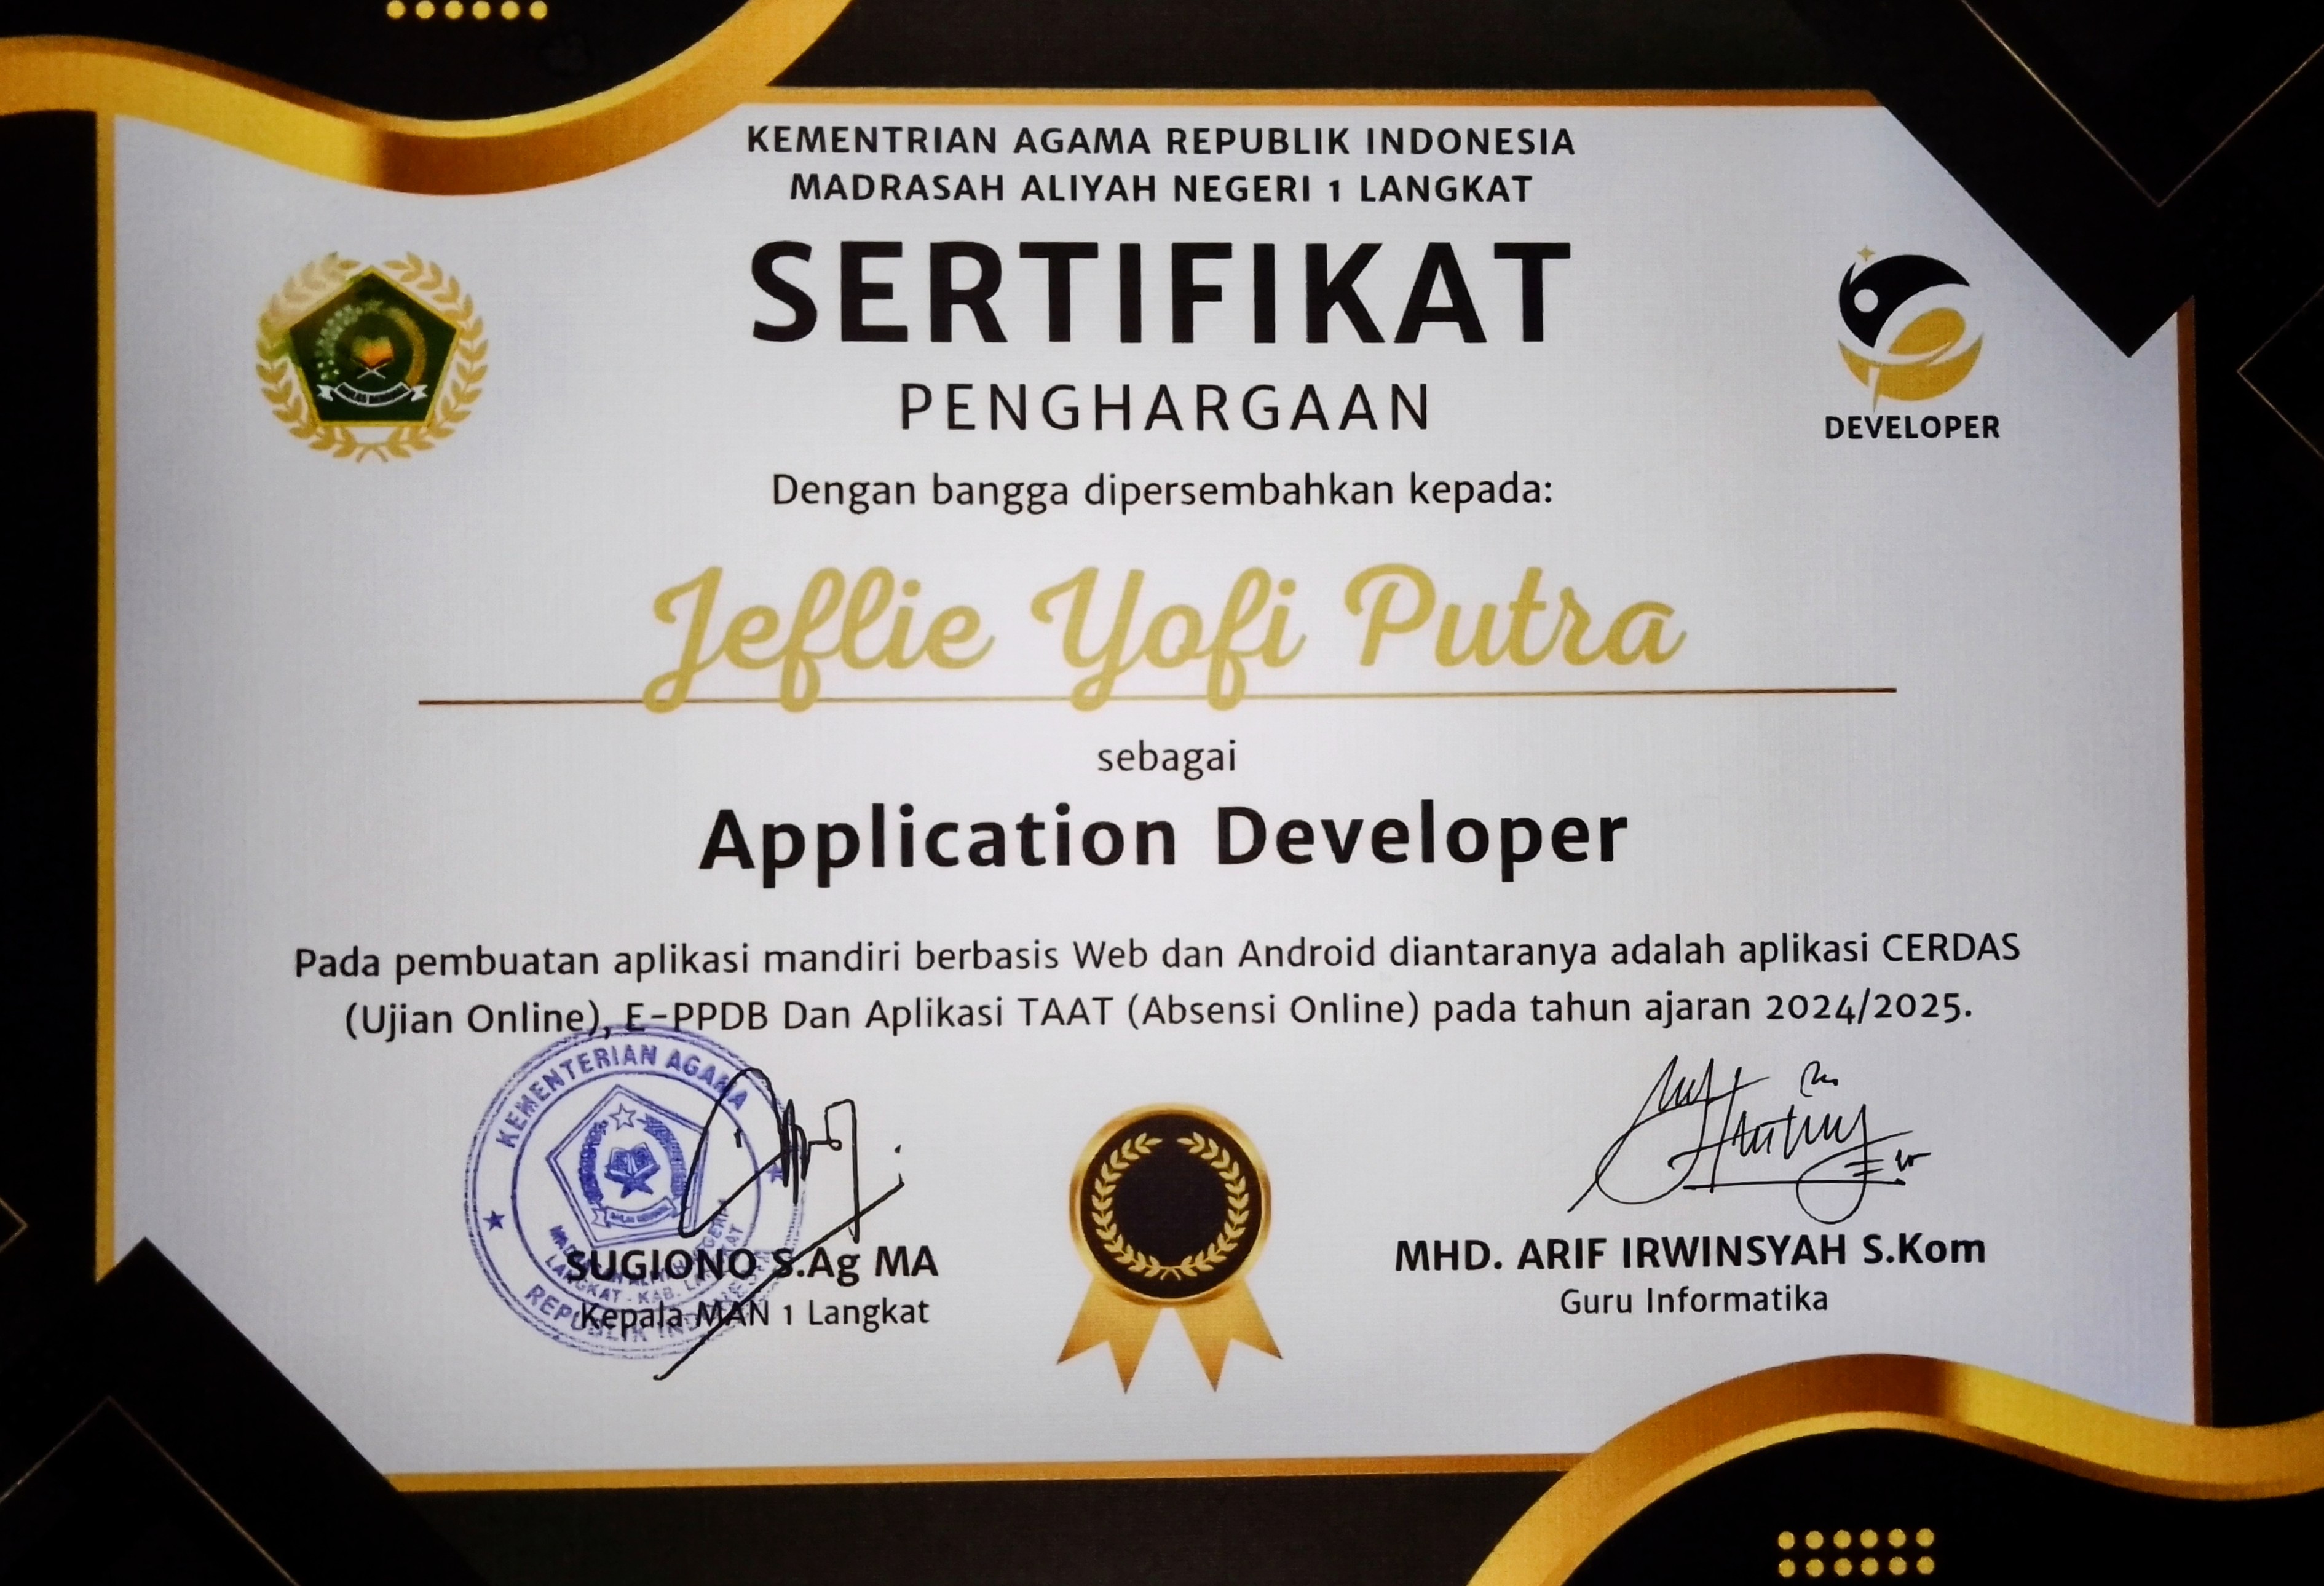 KEMENTRIAN AGAMA REPUBLIK INDONESIA
MADRASAH ALIYAH NEGERI 1 LANGKAT
SERTIFIKAT
PENGHARGAAN
DEVELOPER
Dengan bangga dipersembahkan kepada:
Jeflie Yofi Putra
sebagai
Application Developer
Pada pembuatan aplikasi mandiri berbasis Web dan Android diantaranya adalah aplikasi CERDAS
(Ujian Online), E-PPDB Dan Aplikasi TAAT (Absensi Online) pada tahun ajaran 2024/2025.
KEMENTERIAN AGAMA
REPUBLIK INDONESIA
SUGIONO S.Ag MA
Kepala MAN 1 Langkat
MHD. ARIF IRWINSYAH S.Kom
Guru Informatika